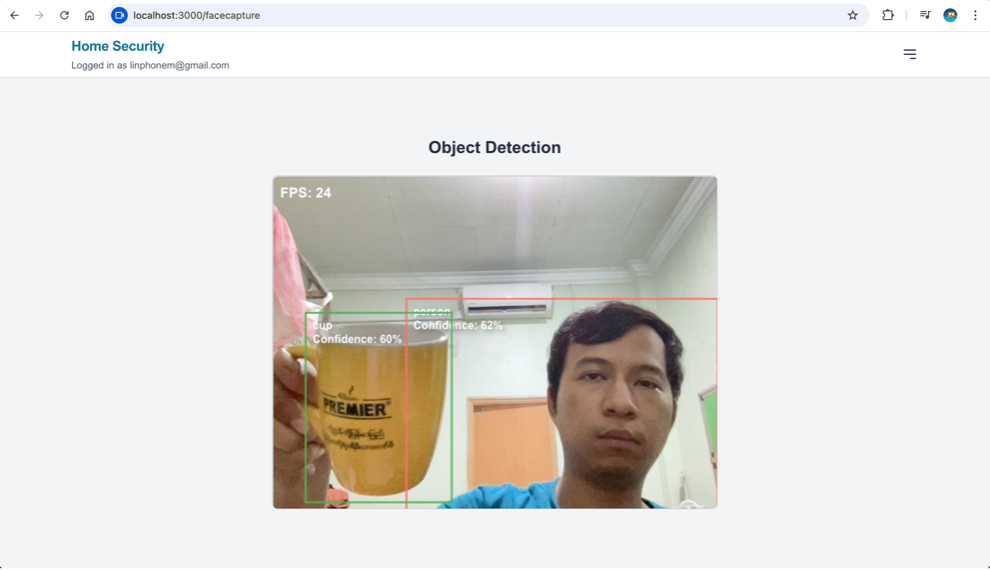 localhost:3000/facecapture
Home Security
Logged in as linphonem@gmail.com
Object Detection
FPS: 24
person
Confidence: 62%
cup
Confidence: 60%
PREMIER